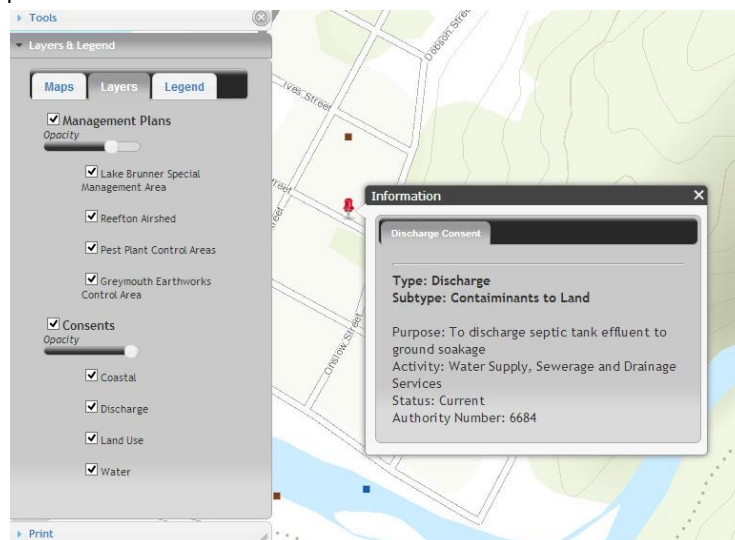 Tools
Layers & Legend
Maps Layers Legend
Management Plans
Opacity
Lake Brunner Special
Management Area
Reefton Airshed
Pest Plant Control Areas
Greymouth Earthworks
Control Area
Consents
Opacity
Coastal
Discharge
Land Use
Water
Print
Dobson Street
Ives Street
Street
Onslow Street
Information
Discharge Consent
Type: Discharge
Subtype: Contaiminants to Land
Purpose: To discharge septic tank effluent to
ground soakage
Activity: Water Supply, Sewerage and Drainage
Services
Status: Current
Authority Number: 6684